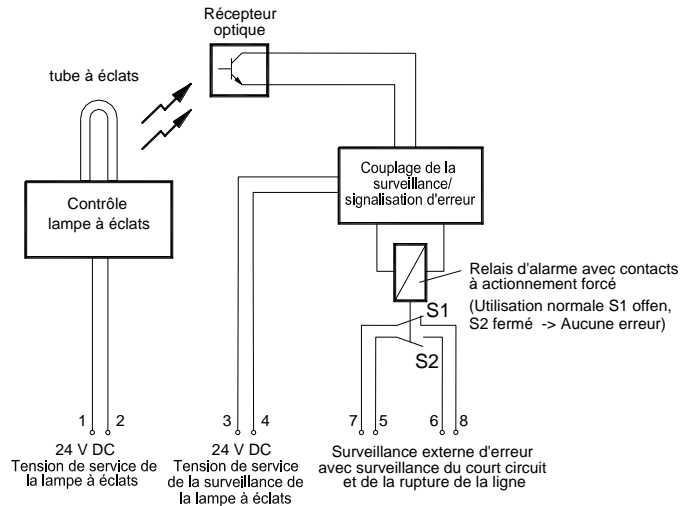 Récepteur
optique
tube à éclats
Contrôle
lampe à éclats
Couplage de la
surveillance/
signalisation d'erreur
Relais d'alarme avec contacts
à actionnement forcé
(Utilisation normale S1 offen,
S2 fermé -> Aucune erreur)
S1
S2
1 2 3 4 7 5 6 8
24 V DC
Tension de service de
la lampe à éclats
24 V DC
Tension de service
de la surveillance de
la lampe à éclats
Surveillance externe d'erreur
avec surveillance du court circuit
et de la rupture de la ligne